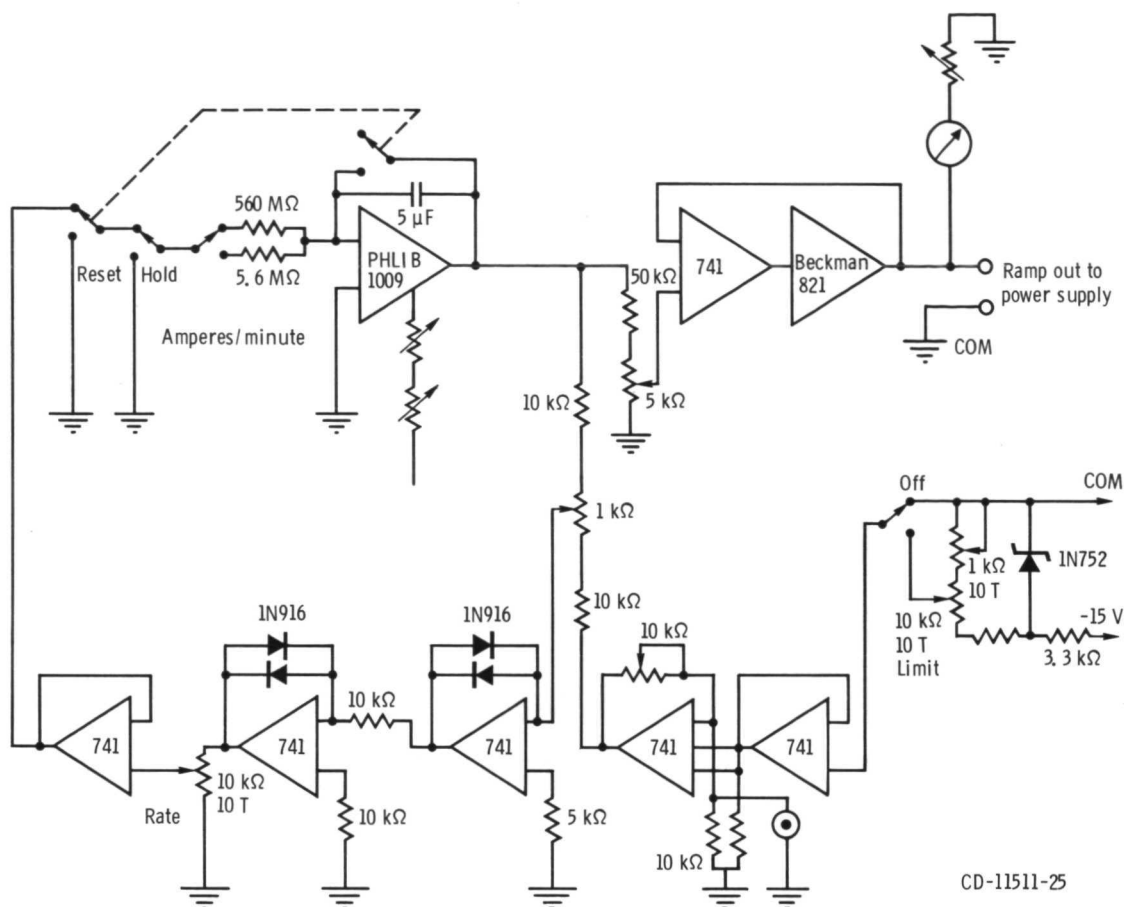 560 MΩ
5 µF
5.6 MΩ
PHLI B
1009
Reset
Hold
Amperes/minute
50 kΩ
741
Beckman
821
Ramp out to
power supply
COM
10 kΩ
5 kΩ
Off
COM
1 kΩ
1N752
1 kΩ
10 T
10 kΩ
-15 V
10 kΩ
10 T
Limit
3.3 kΩ
1N916
1N916
10 kΩ
10 kΩ
741
741
741
741
741
10 kΩ
10 T
Rate
10 kΩ
5 kΩ
10 kΩ
CD-11511-25